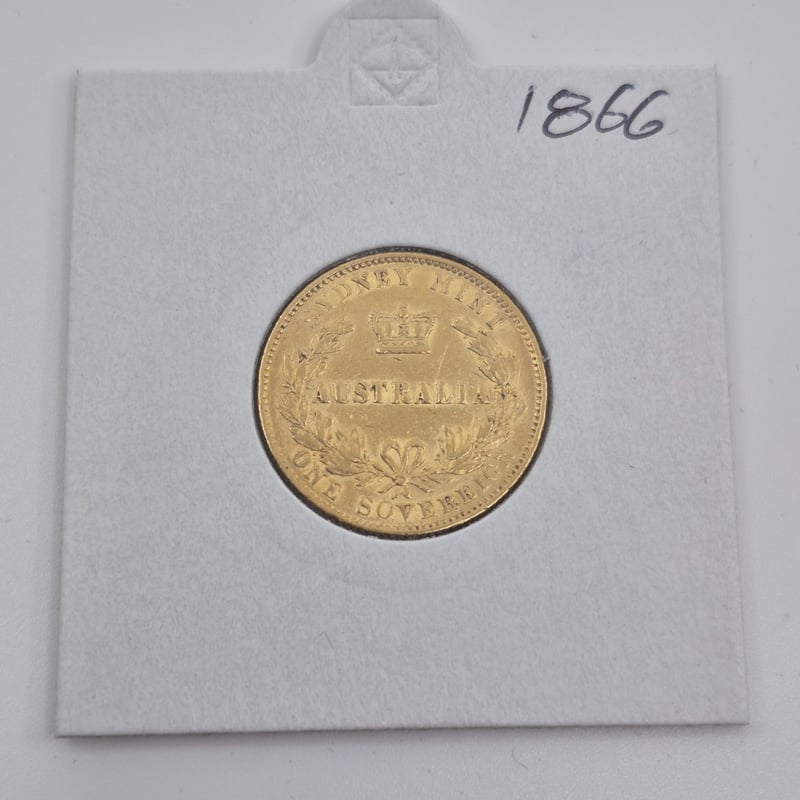 1866
SYDNEY MINT
AUSTRALIA
ONE SOVEREIGN